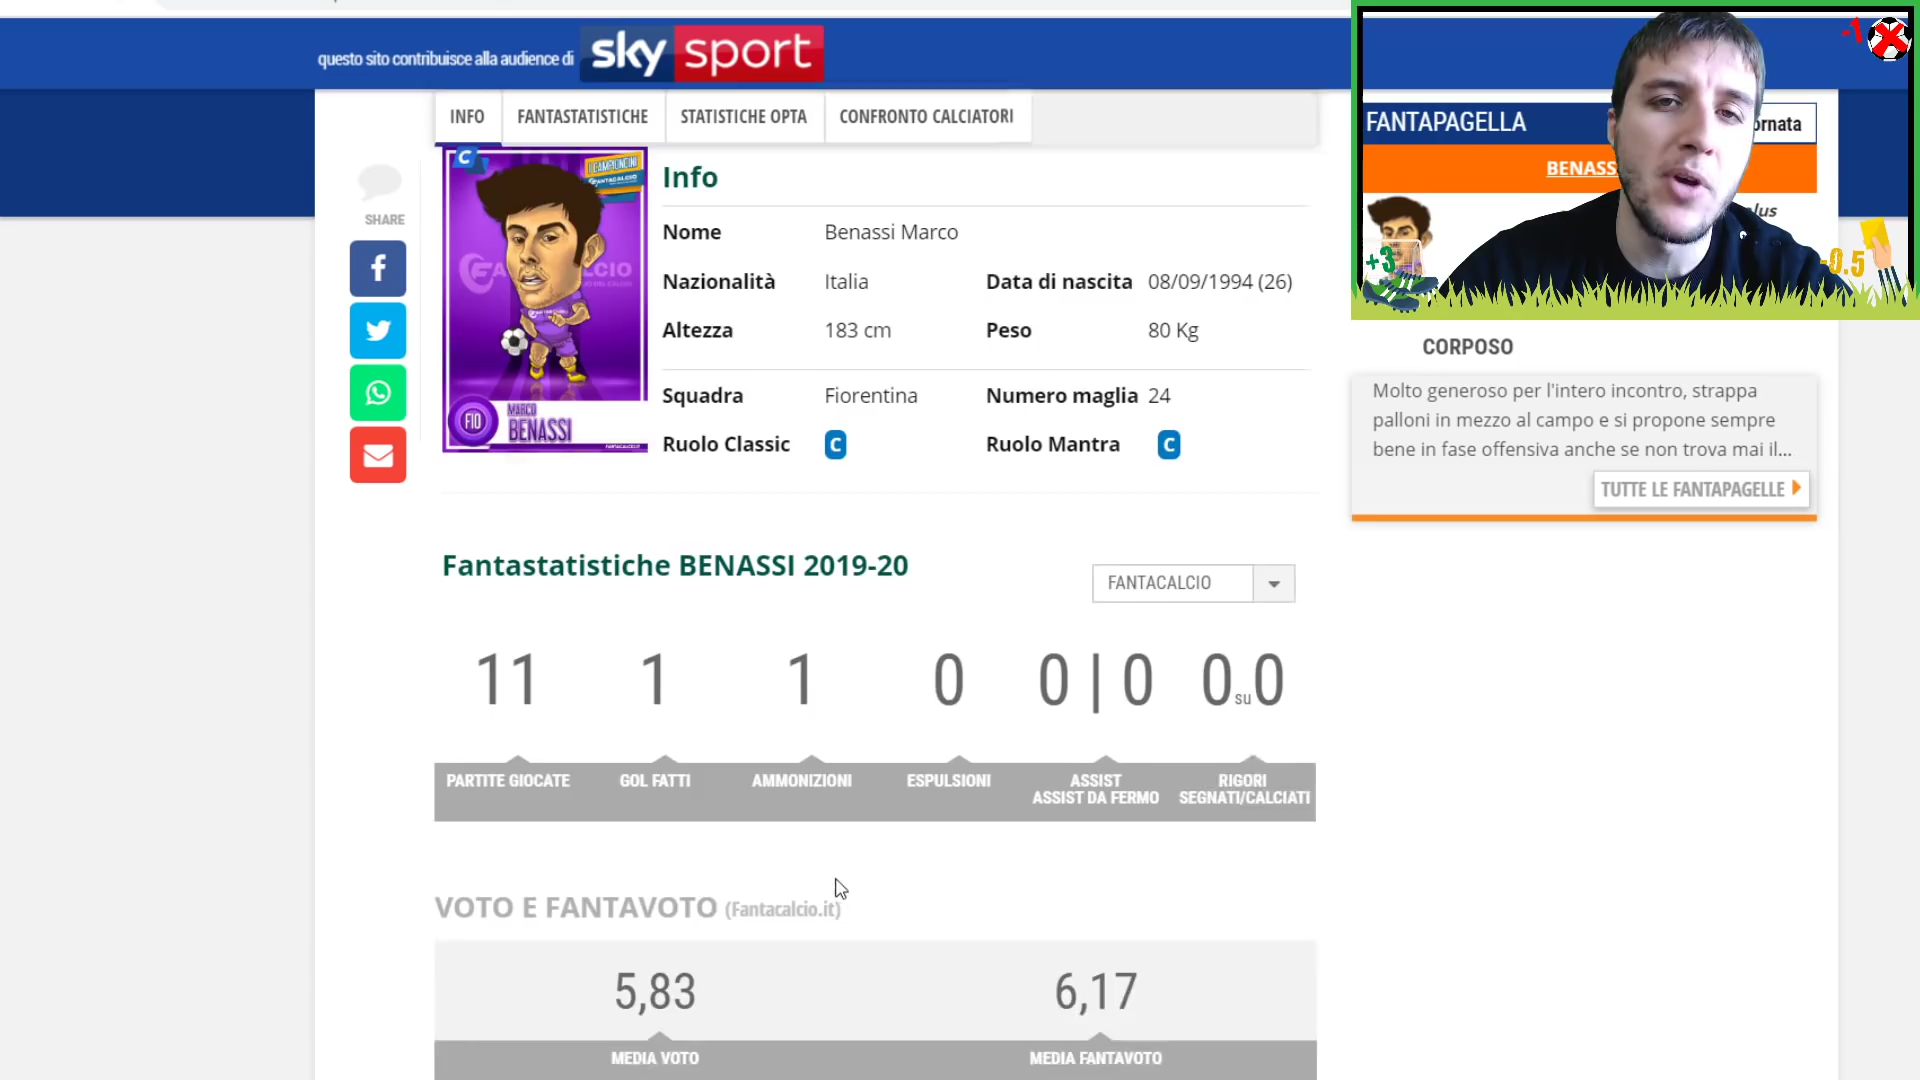 questo sito contribuisce alla audience di sky sport
INFO
FANTASTATISTICHE
STATISTICHE OPTA
CONFRONTO CALCIATORI
SHARE
C
I CAMPIONCINI
FANTACALCIO
FIO
MARCO
BENASSI
FANTACALCIO.IT
Info
Nome Benassi Marco
Nazionalità Italia Data di nascita 08/09/1994 (26)
Altezza 183 cm Peso 80 Kg
Squadra Fiorentina Numero maglia 24
Ruolo Classic C Ruolo Mantra C
Fantastatistiche BENASSI 2019-20
FANTACALCIO
11 1 1 0 0 | 0 0 su 0
PARTITE GIOCATE
GOL FATTI
AMMONIZIONI
ESPULSIONI
ASSIST
ASSIST DA FERMO
RIGORI
SEGNATI/CALCIATI
VOTO E FANTAVOTO (Fantacalcio.it)
5,83 6,17
MEDIA VOTO MEDIA FANTAVOTO
-1
FANTAPAGELLA
ornata
BENASS
lus
+3
-0.5
CORPOSO
Molto generoso per l'intero incontro, strappa
palloni in mezzo al campo e si propone sempre
bene in fase offensiva anche se non trova mai il...
TUTTE LE FANTAPAGELLE